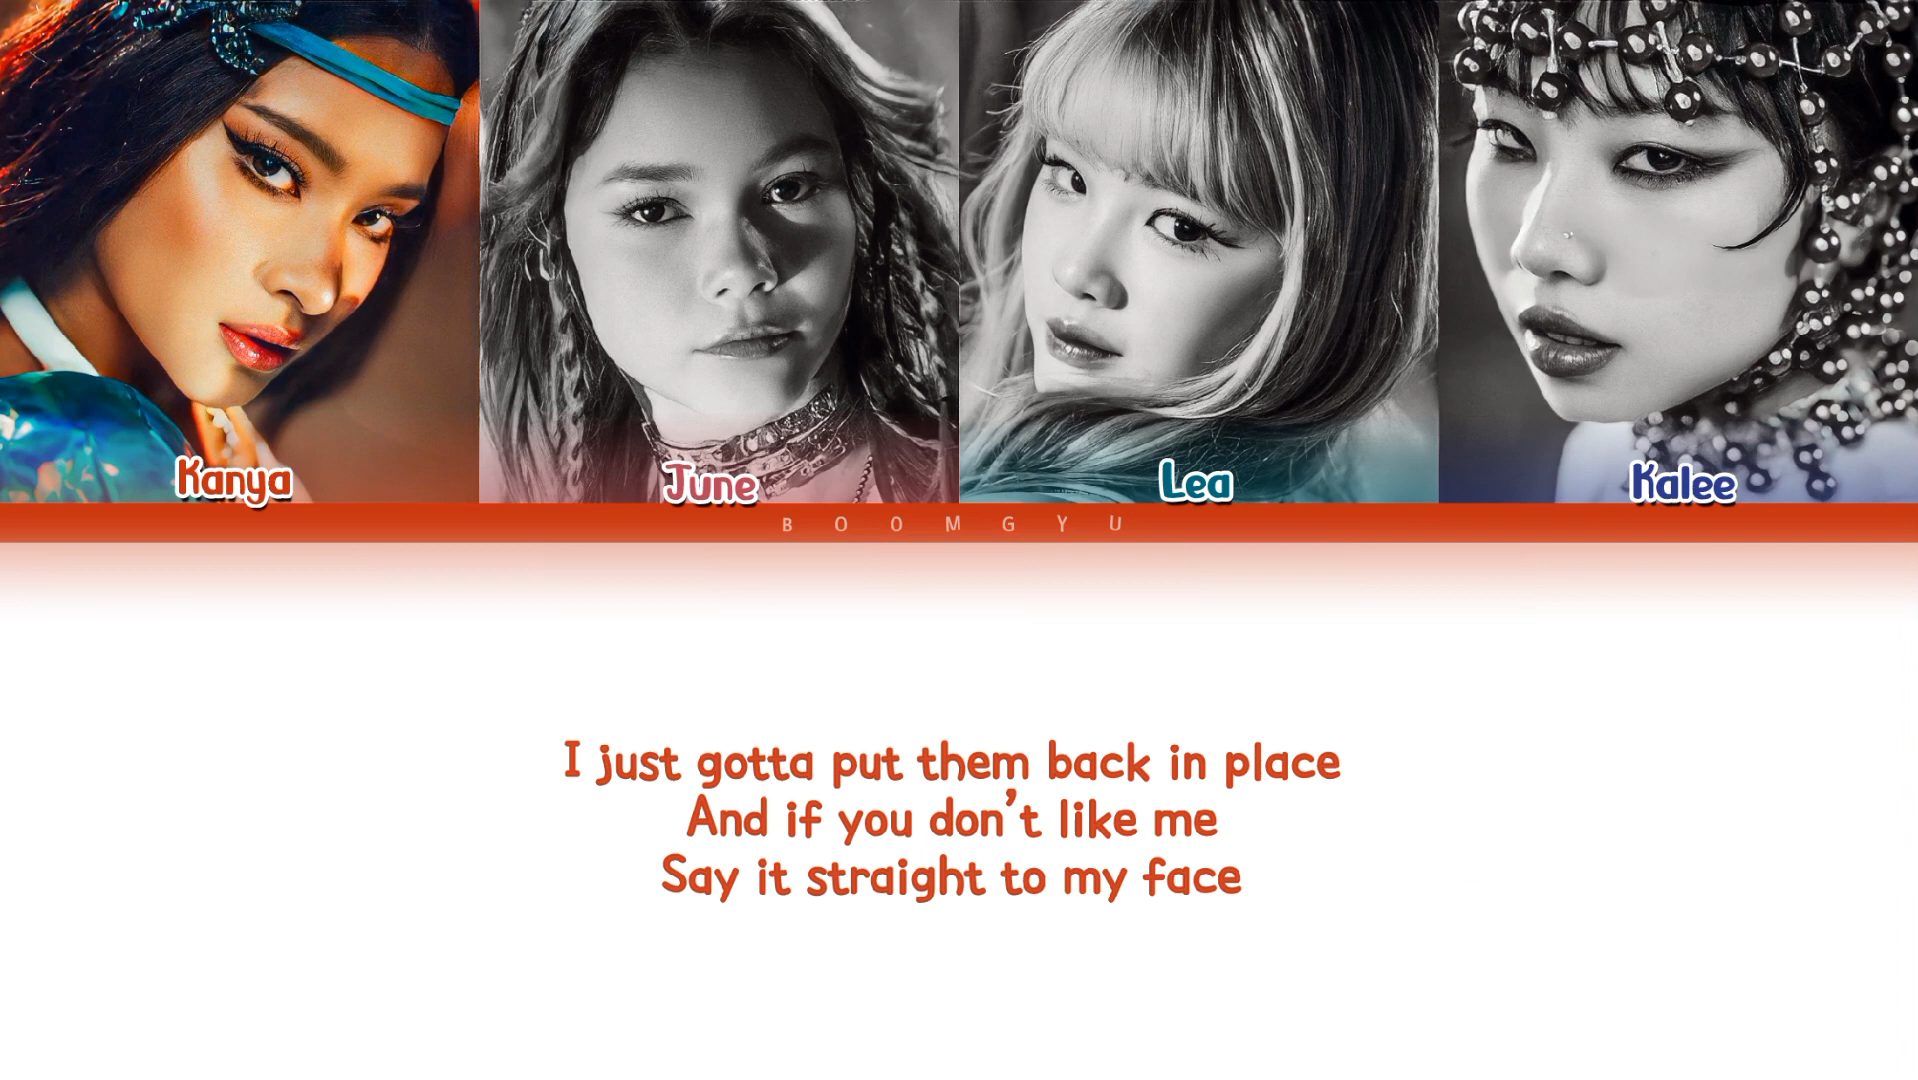 Kanya
June
Lea
Kalee
BOOMGYU
I just gotta put them back in place
And if you don't like me
Say it straight to my face